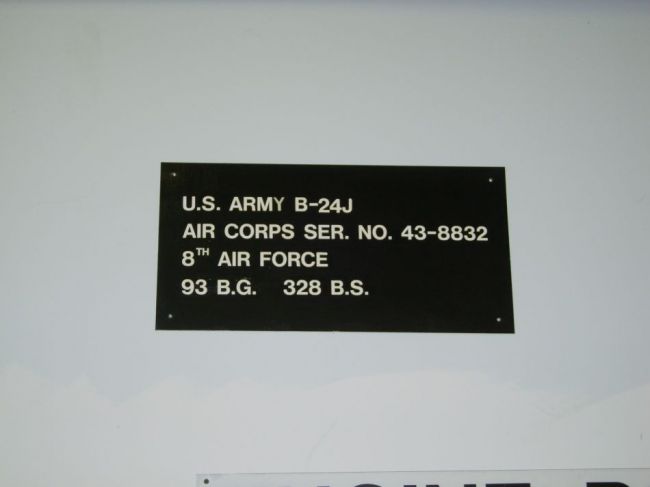 U.S. ARMY B-24J
AIR CORPS SER. NO. 43-8832
8TH AIR FORCE
93 B.G. 328 B.S.